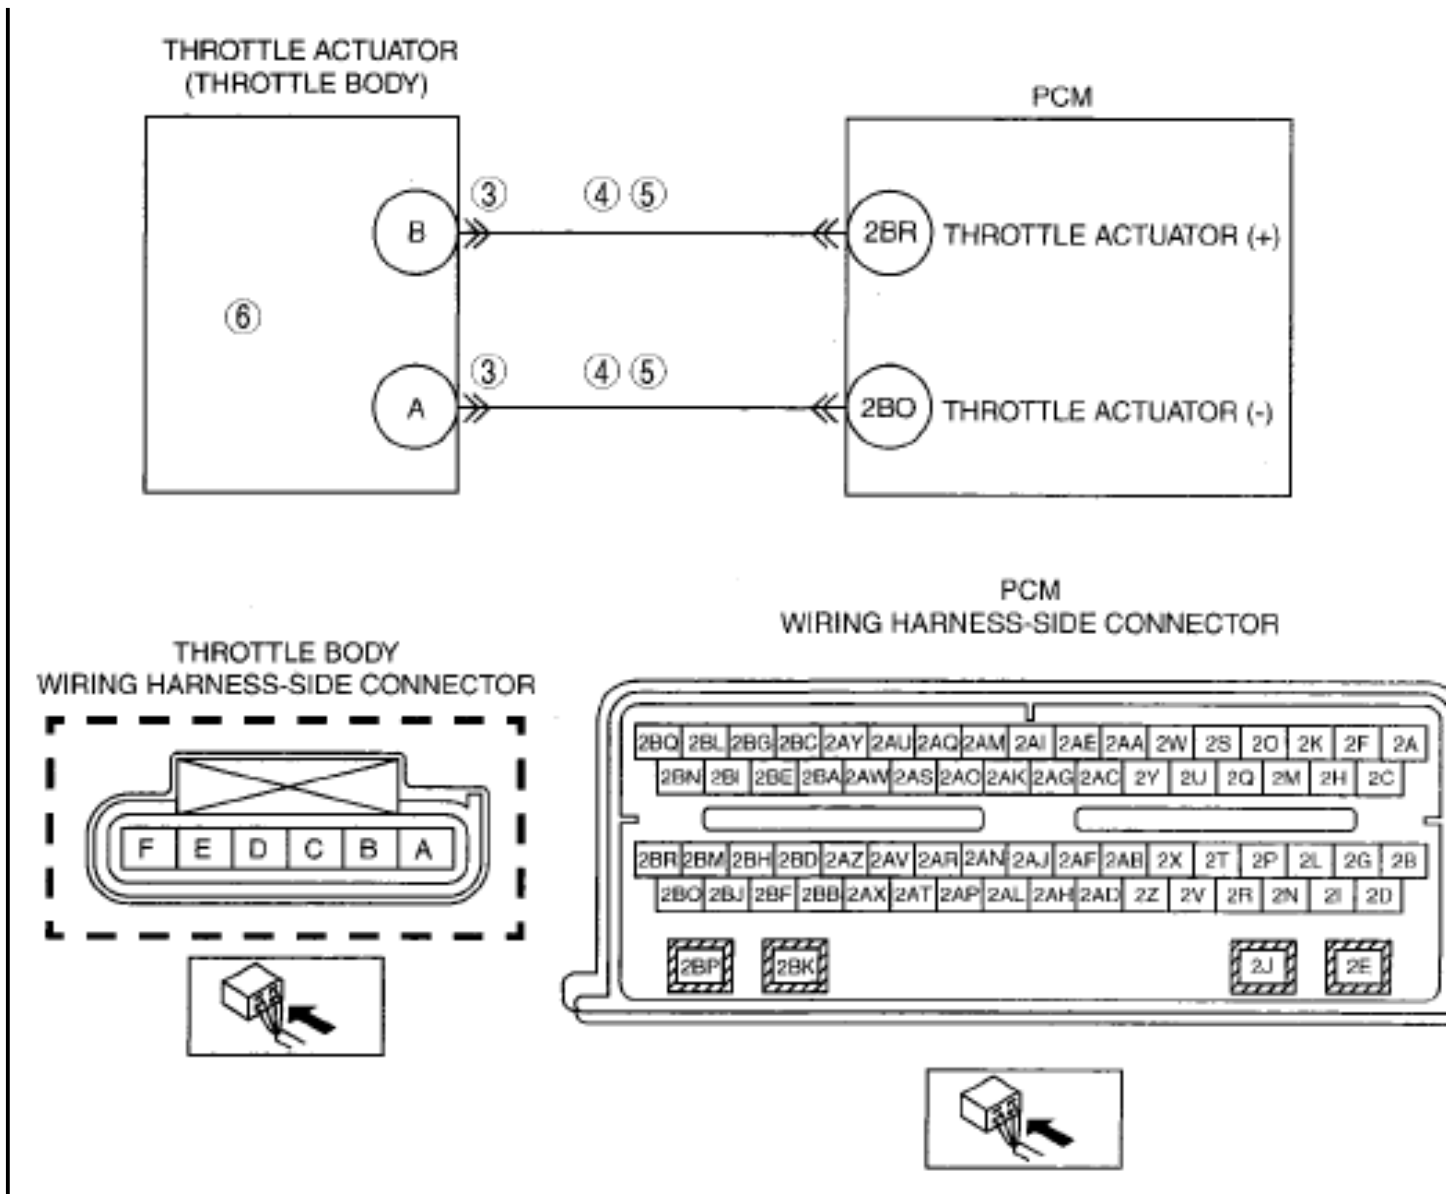 THROTTLE ACTUATOR
(THROTTLE BODY)
PCM
③ ④ ⑤
B 2BR THROTTLE ACTUATOR (+)
⑥
③ ④ ⑤
A 2BO THROTTLE ACTUATOR (-)
PCM
WIRING HARNESS-SIDE CONNECTOR
THROTTLE BODY
WIRING HARNESS-SIDE CONNECTOR
2BQ 2BL 2BG 2BC 2AY 2AU 2AQ 2AM 2AI 2AE 2AA 2W 2S 2O 2K 2F 2A
2BN 2BI 2BE 2BA 2AW 2AS 2AO 2AK 2AG 2AC 2Y 2U 2Q 2M 2H 2C
F E D C B A
2BR 2BM 2BH 2BD 2AZ 2AV 2AR 2AN 2AJ 2AF 2AB 2X 2T 2P 2L 2G 2B
2BO 2BJ 2BF 2BB 2AX 2AT 2AP 2AL 2AH 2AD 2Z 2V 2R 2N 2I 2D
2BP 2BK 2J 2E